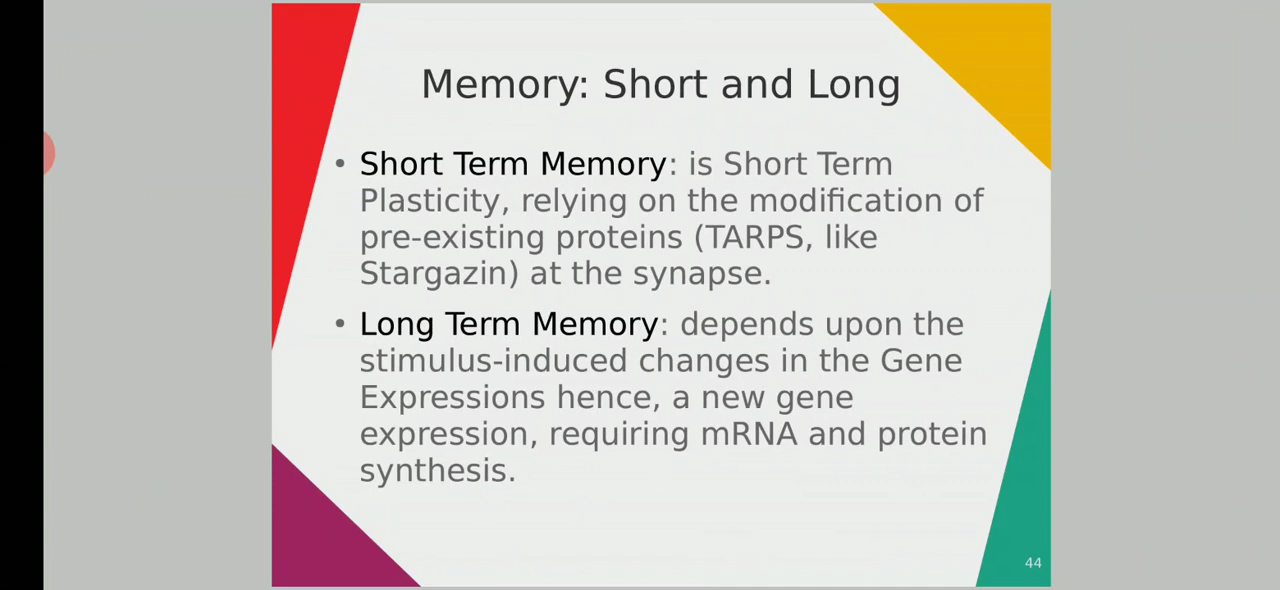 Memory: Short and Long
• Short Term Memory: is Short Term
Plasticity, relying on the modification of
pre-existing proteins (TARPS, like
Stargazin) at the synapse.
• Long Term Memory: depends upon the
stimulus-induced changes in the Gene
Expressions hence, a new gene
expression, requiring mRNA and protein
synthesis.
44